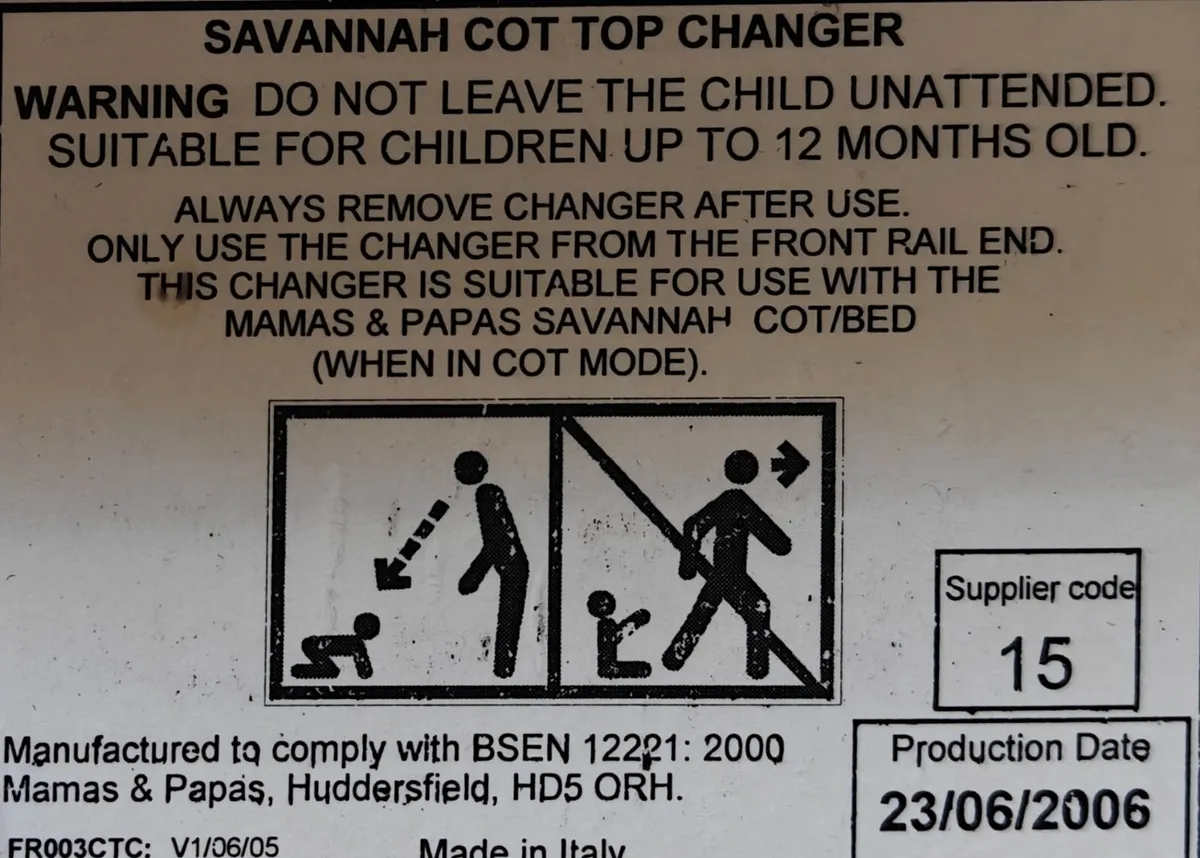 SAVANNAH COT TOP CHANGER
WARNING DO NOT LEAVE THE CHILD UNATTENDED.
SUITABLE FOR CHILDREN UP TO 12 MONTHS OLD.
ALWAYS REMOVE CHANGER AFTER USE.
ONLY USE THE CHANGER FROM THE FRONT RAIL END.
THIS CHANGER IS SUITABLE FOR USE WITH THE
MAMAS & PAPAS SAVANNAH COT/BED
(WHEN IN COT MODE).
Supplier code
15
Manufactured to comply with BSEN 12221: 2000
Mamas & Papas, Huddersfield, HD5 ORH.
Production Date
23/06/2006
FR003CTC: V1/06/05
Made in Italy